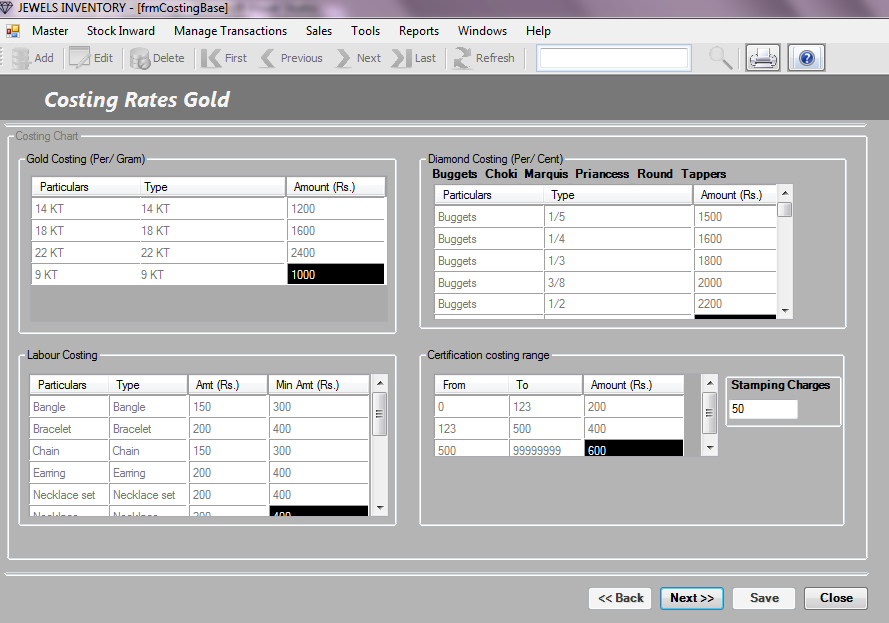 JEWELS INVENTORY - [frmCostingBase]
Master Stock Inward Manage Transactions Sales Tools Reports Windows Help
Add Edit Delete First Previous Next Last Refresh
Costing Rates Gold
Costing Chart
Gold Costing (Per/ Gram)
Particulars Type Amount (Rs.)
14 KT 14 KT 1200
18 KT 18 KT 1600
22 KT 22 KT 2400
9 KT 9 KT 1000
Diamond Costing (Per/ Cent)
Buggets Choki Marquis Priancess Round Tappers
Particulars Type Amount (Rs.)
Buggets 1/5 1500
Buggets 1/4 1600
Buggets 1/3 1800
Buggets 3/8 2000
Buggets 1/2 2200
Labour Costing
Particulars Type Amt (Rs.) Min Amt (Rs.)
Bangle Bangle 150 300
Bracelet Bracelet 200 400
Chain Chain 150 300
Earring Earring 200 400
Necklace set Necklace set 200 400
Necklace Necklace 200 400
Certification costing range
From To Amount (Rs.)
0 123 200
123 500 400
500 99999999 600
Stamping Charges
50
<< Back Next >> Save Close